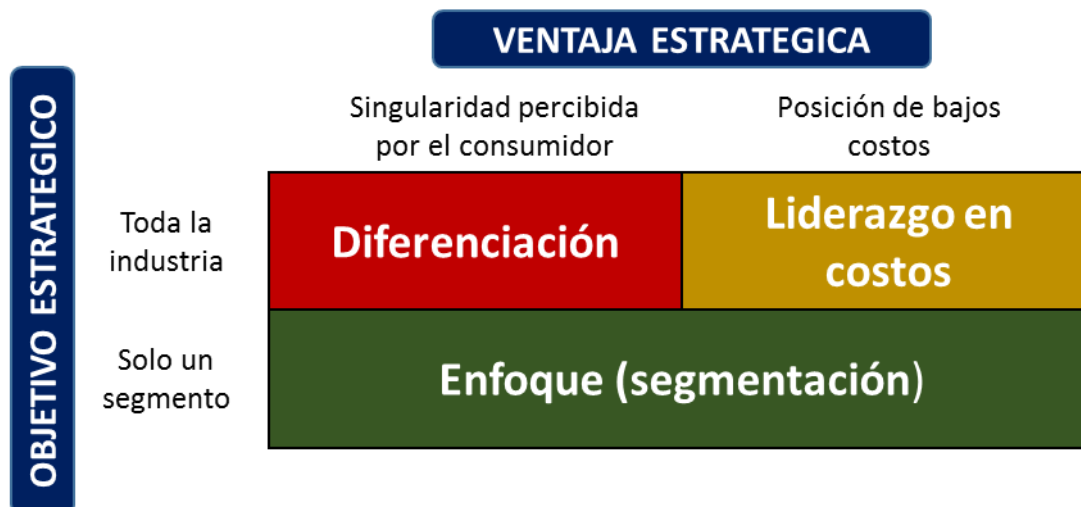 VENTAJA ESTRATEGICA
OBJETIVO ESTRATEGICO
Singularidad percibida
por el consumidor
Posición de bajos
costos
Toda la
industria
Diferenciación
Liderazgo en
costos
Solo un
segmento
Enfoque (segmentación)